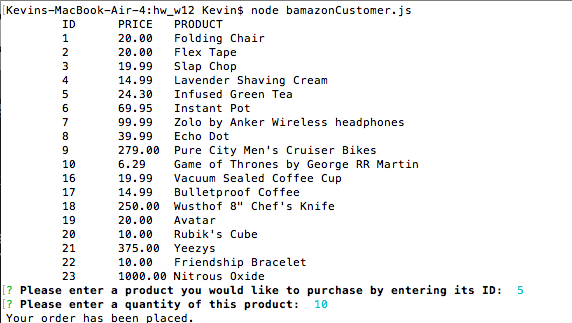 [Kevins-MacBook-Air-4:hw_w12 Kevin$ node bamazonCustomer.js
ID PRICE PRODUCT
1 20.00 Folding Chair
2 20.00 Flex Tape
3 19.99 Slap Chop
4 14.99 Lavender Shaving Cream
5 24.30 Infused Green Tea
6 69.95 Instant Pot
7 99.99 Zolo by Anker Wireless headphones
8 39.99 Echo Dot
9 279.00 Pure City Men's Cruiser Bikes
10 6.29 Game of Thrones by George RR Martin
16 19.99 Vacuum Sealed Coffee Cup
17 14.99 Bulletproof Coffee
18 250.00 Wusthof 8" Chef's Knife
19 20.00 Avatar
20 10.00 Rubik's Cube
21 375.00 Yeezys
22 10.00 Friendship Bracelet
23 1000.00 Nitrous Oxide
[? Please enter a product you would like to purchase by entering its ID: 5
[? Please enter a quantity of this product: 10
Your order has been placed.